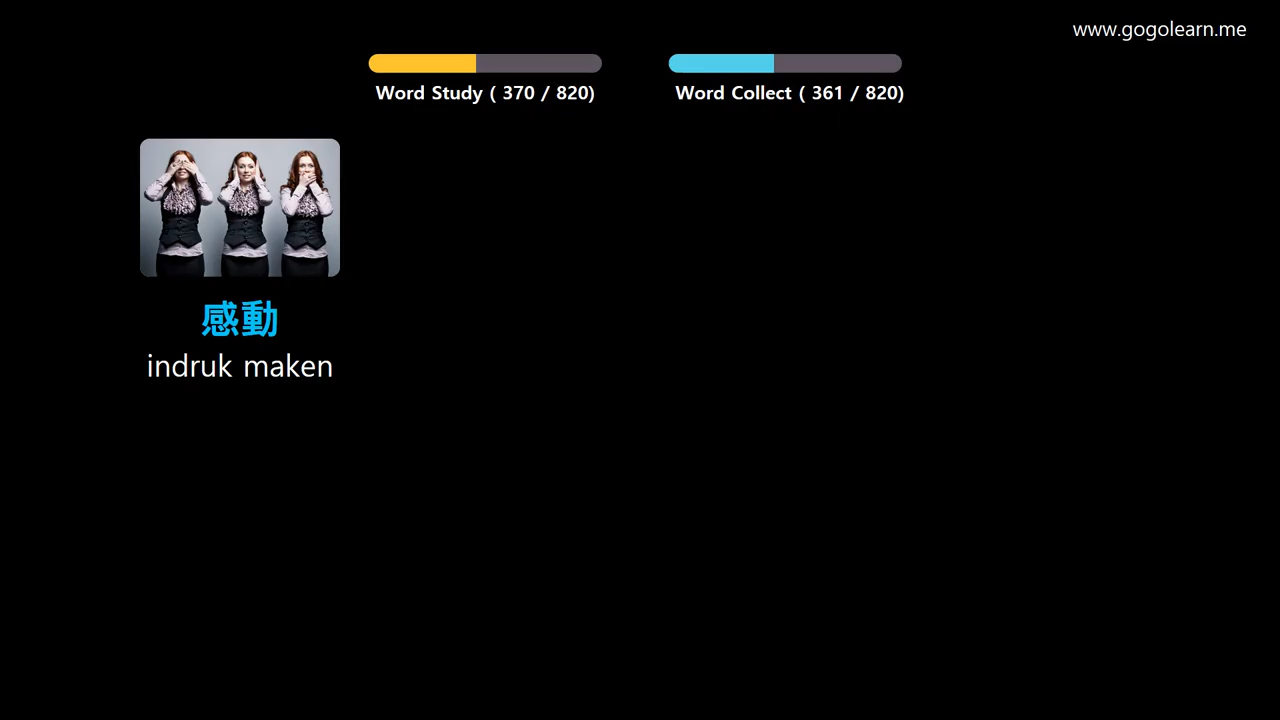 www.gogolearn.me
Word Study ( 370 / 820)
Word Collect ( 361 / 820)
感動
indruk maken